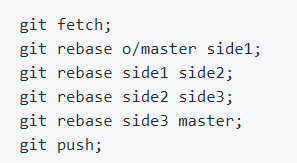 git fetch;
git rebase o/master side1;
git rebase side1 side2;
git rebase side2 side3;
git rebase side3 master;
git push;